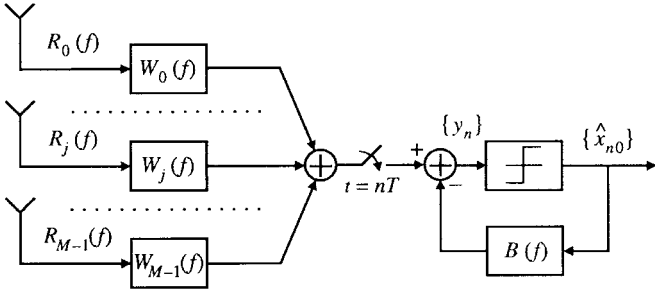 R_0 (f)
W_0 (f)
R_j (f)
W_j (f)
R_{M−1}(f)
W_{M−1}(f)
+
t = nT
+
−
+
{y_n}
{x̂_{n0}}
B (f)